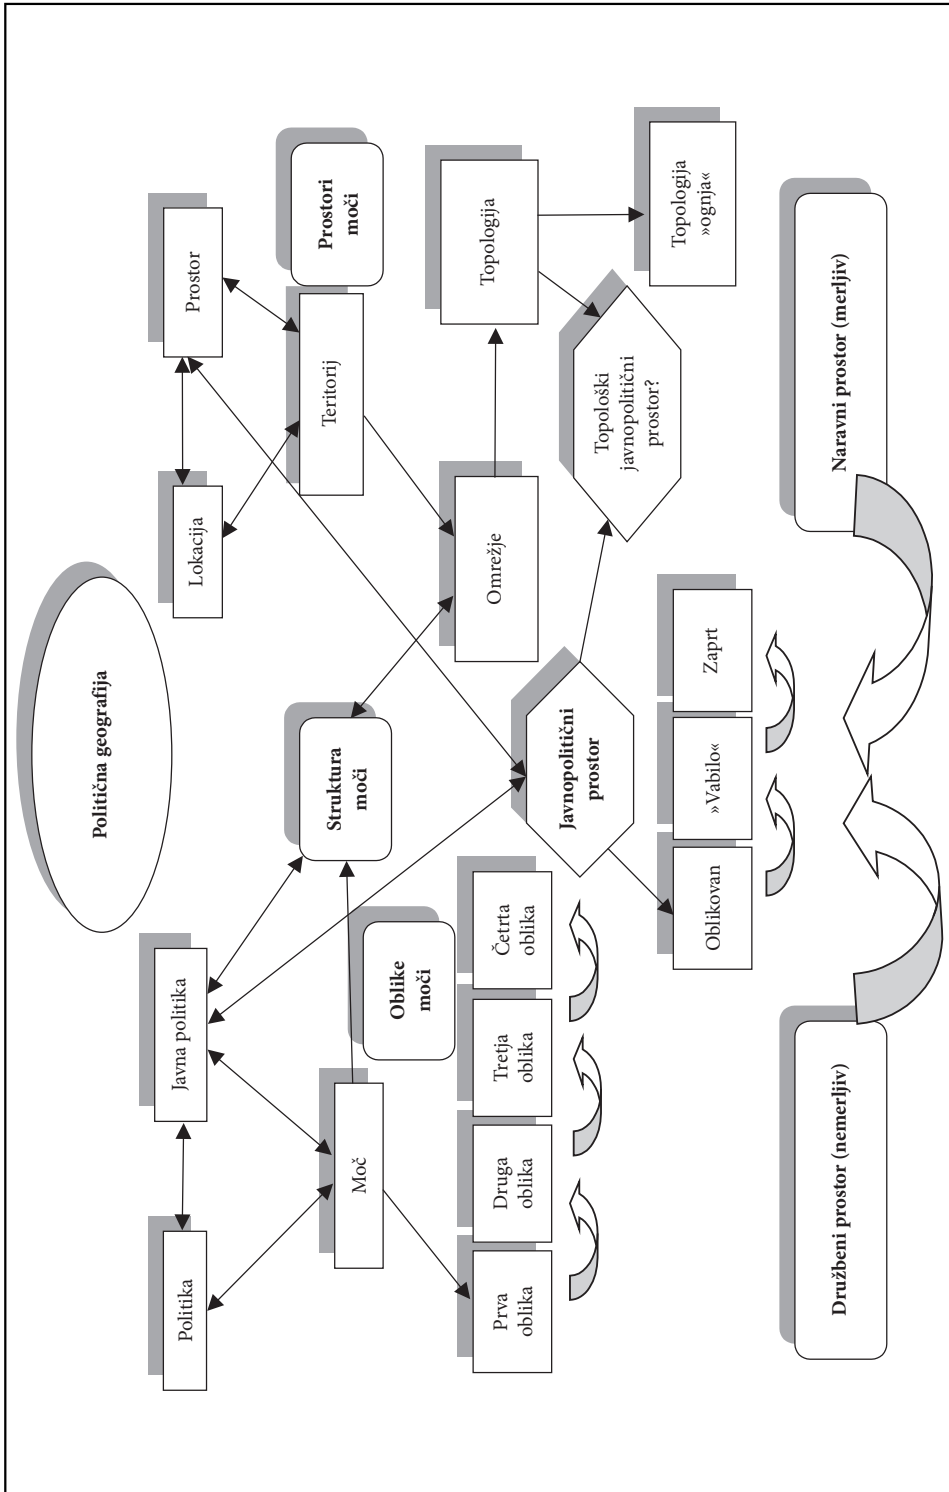 Politična geografija
Politika
Javna politika
Lokacija
Prostor
Moč
Struktura
moči
Teritorij
Prostori
moči
Oblike
moči
Omrežje
Topologija
Prva
oblika
Druga
oblika
Tretja
oblika
Četrta
oblika
Javnopolitični
prostor
Topološki
javnopolitični
prostor?
Topologija
»ognja«
Oblikovan
»Vabilo«
Zaprt
Družbeni prostor (nemerljiv)
Naravni prostor (merljiv)